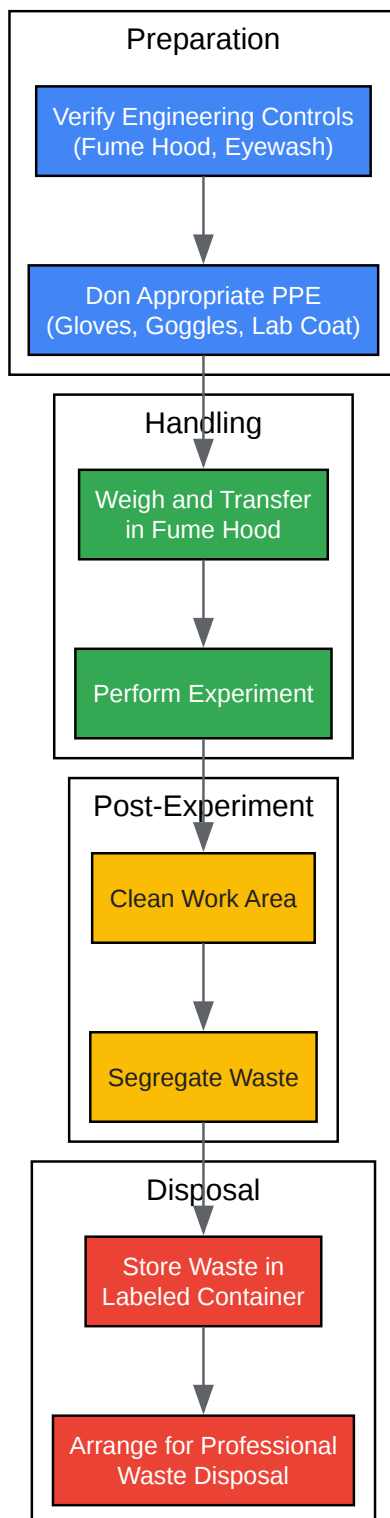 Preparation
Verify Engineering Controls
(Fume Hood, Eyewash)
Don Appropriate PPE
(Gloves, Goggles, Lab Coat)
Handling
Weigh and Transfer
in Fume Hood
Perform Experiment
Post-Experiment
Clean Work Area
Segregate Waste
Disposal
Store Waste in
Labeled Container
Arrange for Professional
Waste Disposal